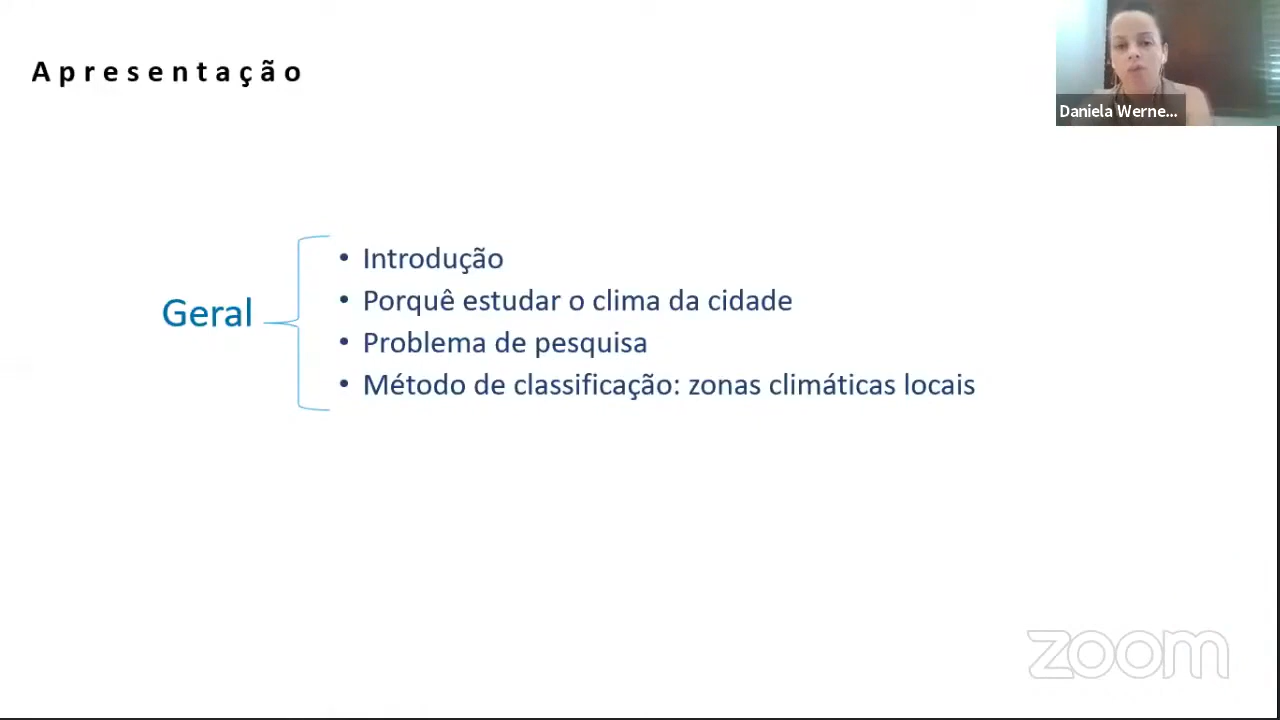 Apresentação
Daniela Werne...
Geral
• Introdução
• Porquê estudar o clima da cidade
• Problema de pesquisa
• Método de classificação: zonas climáticas locais
zoom